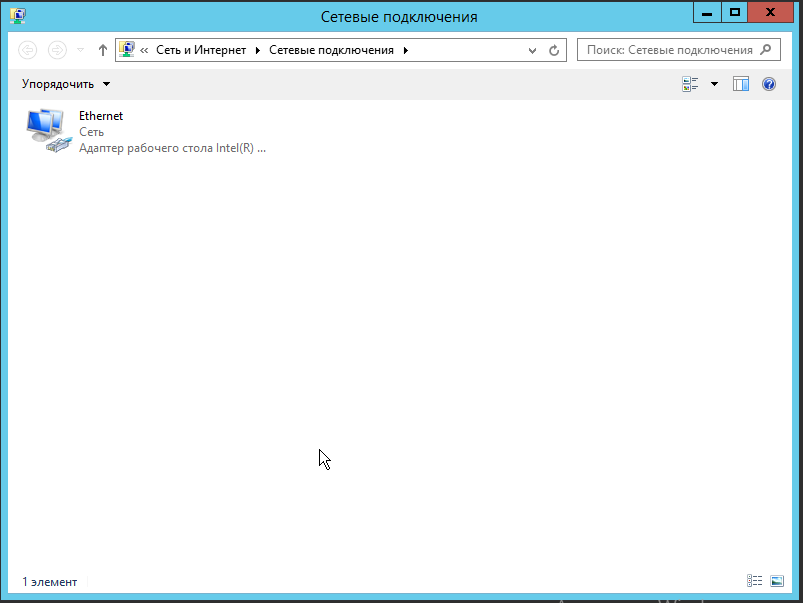 Сетевые подключения
« Сеть и Интернет Сетевые подключения
Поиск: Сетевые подключения
Упорядочить
Ethernet
Сеть
Адаптер рабочего стола Intel(R) ...
1 элемент